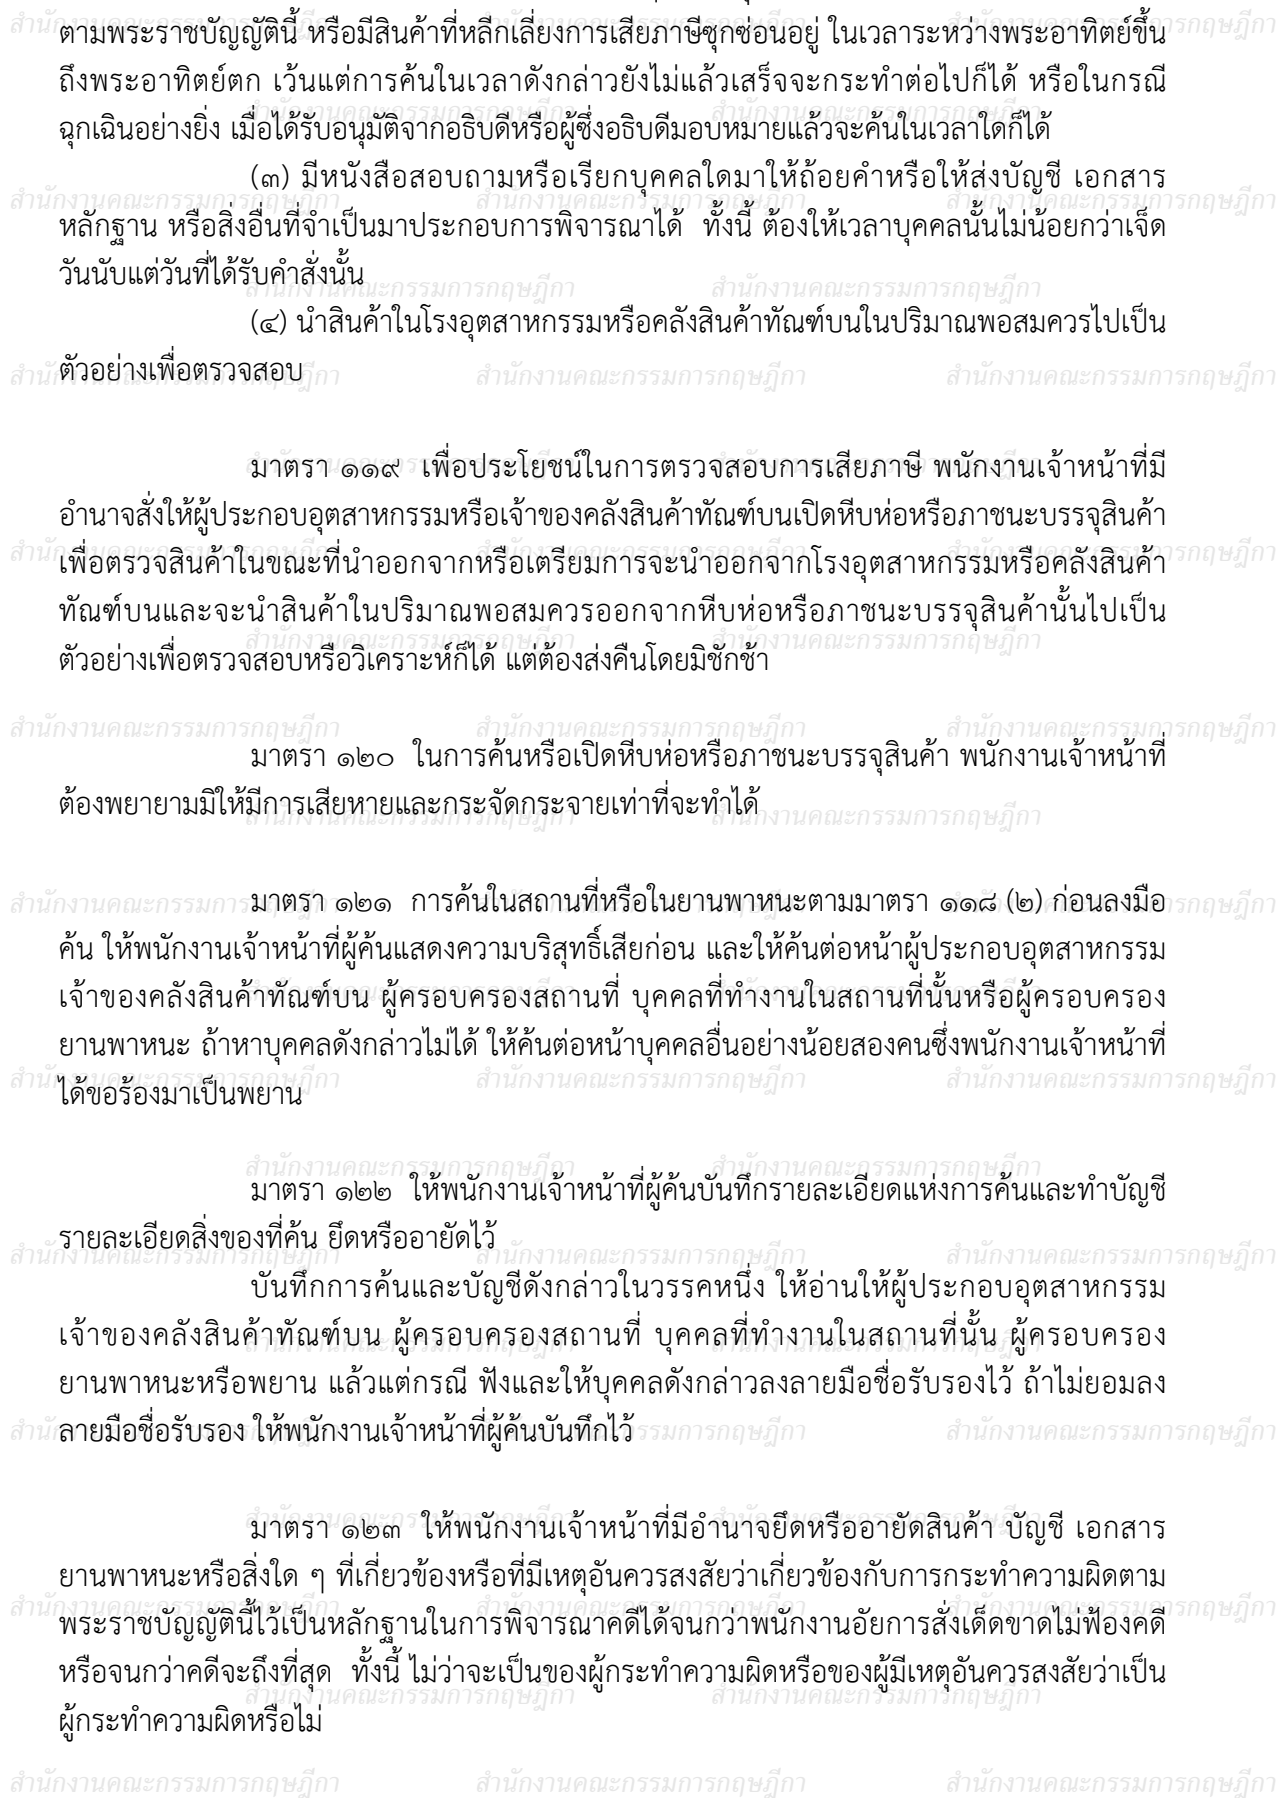 ตามพระราชบัญญัตินี้ หรือมีสินค้าที่หลีกเลี่ยงการเสียภาษีซุกซ่อนอยู่ ในเวลาระหว่างพระอาทิตย์ขึ้น
ถึงพระอาทิตย์ตก เว้นแต่การค้นในเวลาดังกล่าวยังไม่แล้วเสร็จจะกระทำต่อไปก็ได้ หรือในกรณี
ฉุกเฉินอย่างยิ่ง เมื่อได้รับอนุมัติจากอธิบดีหรือผู้ซึ่งอธิบดีมอบหมายแล้วจะค้นในเวลาใดก็ได้
(๓) มีหนังสือสอบถามหรือเรียกบุคคลใดมาให้ถ้อยคำหรือให้ส่งบัญชี เอกสาร
หลักฐาน หรือสิ่งอื่นที่จำเป็นมาประกอบการพิจารณาได้ ทั้งนี้ ต้องให้เวลาบุคคลนั้นไม่น้อยกว่าเจ็ด
วันนับแต่วันที่ได้รับคำสั่งนั้น
(๔) นำสินค้าในโรงอุตสาหกรรมหรือคลังสินค้าทัณฑ์บนในปริมาณพอสมควรไปเป็น
ตัวอย่างเพื่อตรวจสอบ
มาตรา ๑๑๙ เพื่อประโยชน์ในการตรวจสอบการเสียภาษี พนักงานเจ้าหน้าที่มี
อำนาจสั่งให้ผู้ประกอบอุตสาหกรรมหรือเจ้าของคลังสินค้าทัณฑ์บนเปิดหีบห่อหรือภาชนะบรรจุสินค้า
เพื่อตรวจสินค้าในขณะที่นำออกจากหรือเตรียมการจะนำออกจากโรงอุตสาหกรรมหรือคลังสินค้า
ทัณฑ์บนและจะนำสินค้าในปริมาณพอสมควรออกจากหีบห่อหรือภาชนะบรรจุสินค้านั้นไปเป็น
ตัวอย่างเพื่อตรวจสอบหรือวิเคราะห์ก็ได้ แต่ต้องส่งคืนโดยมิชักช้า
มาตรา ๑๒๐ ในการค้นหรือเปิดหีบห่อหรือภาชนะบรรจุสินค้า พนักงานเจ้าหน้าที่
ต้องพยายามมิให้มีการเสียหายและกระจัดกระจายเท่าที่จะทำได้
มาตรา ๑๒๑ การค้นในสถานที่หรือในยานพาหนะตามมาตรา ๑๑๘ (๒) ก่อนลงมือ
ค้น ให้พนักงานเจ้าหน้าที่ผู้ค้นแสดงความบริสุทธิ์เสียก่อน และให้ค้นต่อหน้าผู้ประกอบอุตสาหกรรม
เจ้าของคลังสินค้าทัณฑ์บน ผู้ครอบครองสถานที่ บุคคลที่ทำงานในสถานที่นั้นหรือผู้ครอบครอง
ยานพาหนะ ถ้าหาบุคคลดังกล่าวไม่ได้ ให้ค้นต่อหน้าบุคคลอื่นอย่างน้อยสองคนซึ่งพนักงานเจ้าหน้าที่
ได้ขอร้องมาเป็นพยาน
มาตรา ๑๒๒ ให้พนักงานเจ้าหน้าที่ผู้ค้นบันทึกรายละเอียดแห่งการค้นและทำบัญชี
รายละเอียดสิ่งของที่ค้น ยึดหรืออายัดไว้
บันทึกการค้นและบัญชีดังกล่าวในวรรคหนึ่ง ให้อ่านให้ผู้ประกอบอุตสาหกรรม
เจ้าของคลังสินค้าทัณฑ์บน ผู้ครอบครองสถานที่ บุคคลที่ทำงานในสถานที่นั้น ผู้ครอบครอง
ยานพาหนะหรือพยาน แล้วแต่กรณี ฟังและให้บุคคลดังกล่าวลงลายมือชื่อรับรองไว้ ถ้าไม่ยอมลง
ลายมือชื่อรับรอง ให้พนักงานเจ้าหน้าที่ผู้ค้นบันทึกไว้
มาตรา ๑๒๓ ให้พนักงานเจ้าหน้าที่มีอำนาจยึดหรืออายัดสินค้า บัญชี เอกสาร
ยานพาหนะหรือสิ่งใด ๆ ที่เกี่ยวข้องหรือที่มีเหตุอันควรสงสัยว่าเกี่ยวข้องกับการกระทำความผิดตาม
พระราชบัญญัตินี้ไว้เป็นหลักฐานในการพิจารณาคดีได้จนกว่าพนักงานอัยการสั่งเด็ดขาดไม่ฟ้องคดี
หรือจนกว่าคดีจะถึงที่สุด ทั้งนี้ ไม่ว่าจะเป็นของผู้กระทำความผิดหรือของผู้มีเหตุอันควรสงสัยว่าเป็น
ผู้กระทำความผิดหรือไม่
สำนักงานคณะกรรมการกฤษฎีกา สำนักงานคณะกรรมการกฤษฎีกา สำนักงานคณะกรรมการกฤษฎีกา